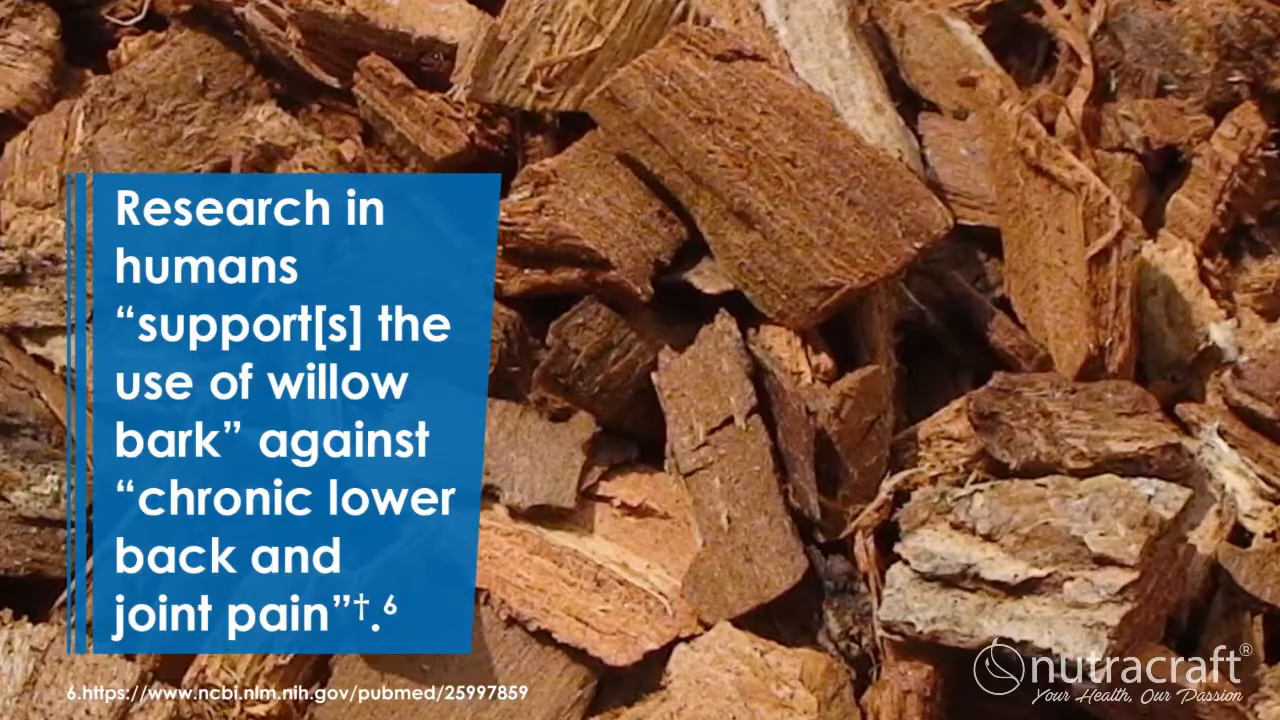 Research in
humans
“support[s] the
use of willow
bark” against
“chronic lower
back and
joint pain”†.⁶
6.https://www.ncbi.nlm.nih.gov/pubmed/25997859
nutracraft®
Your Health, Our Passion